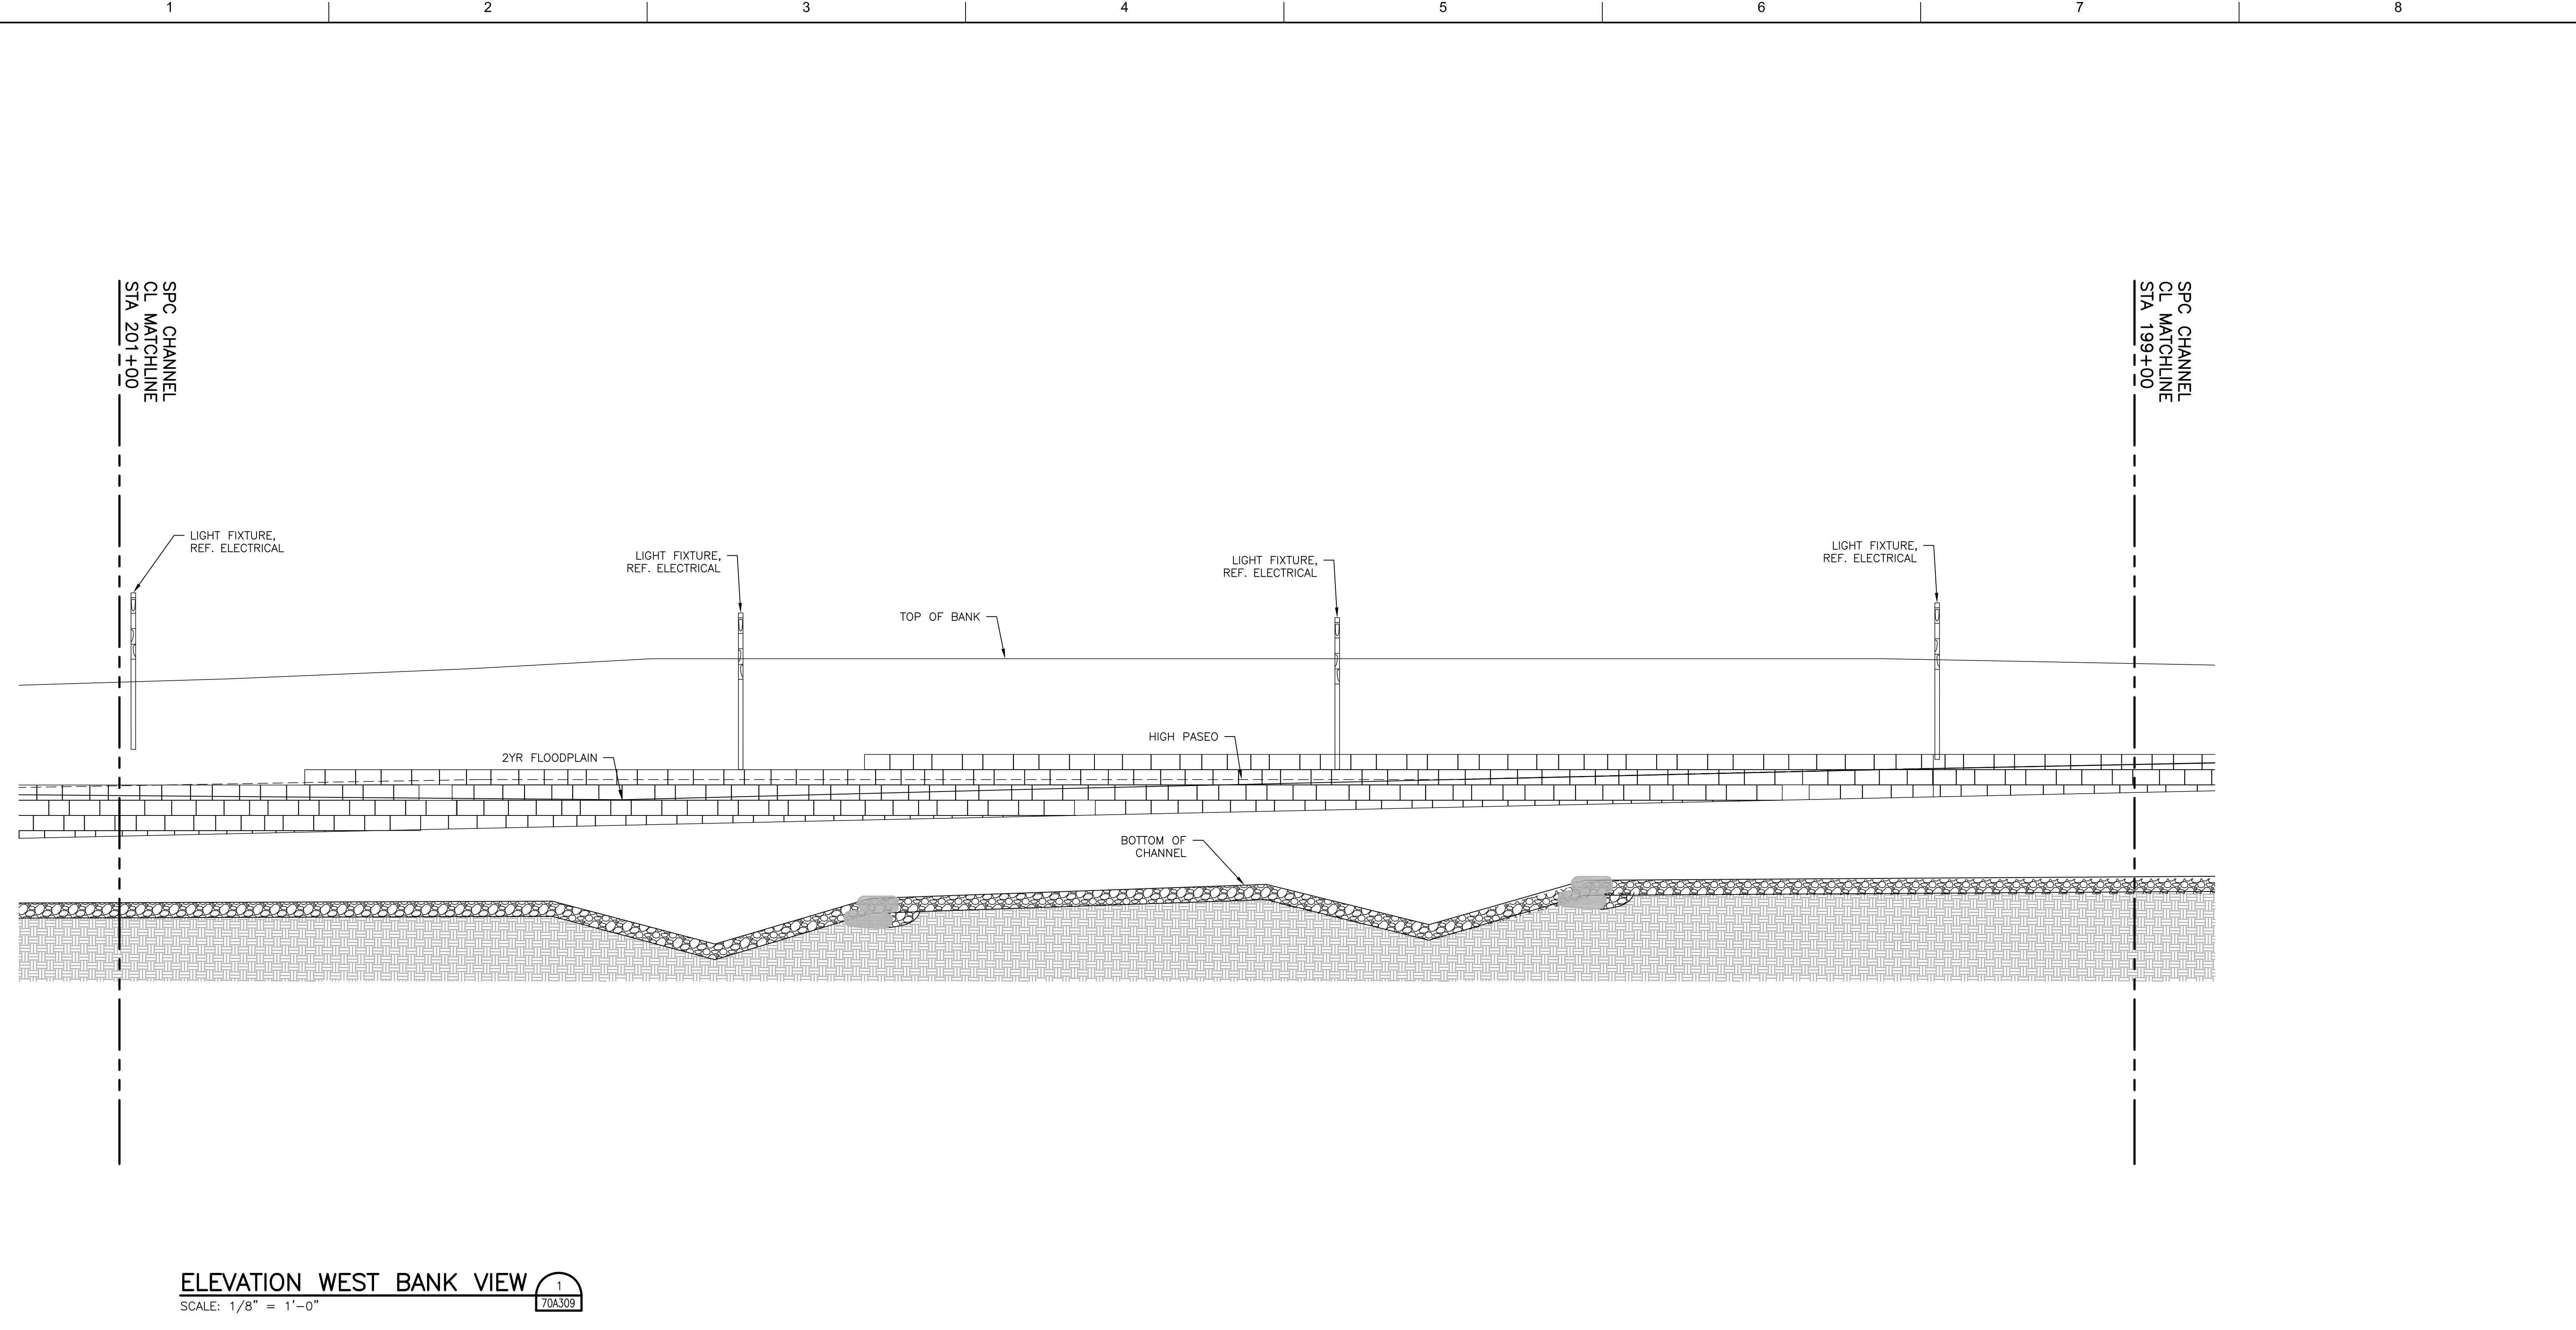 1
2
3
4
5
6
7
8
SPC CHANNEL
CL MATCHLINE
STA 201+00
SPC CHANNEL
CL MATCHLINE
STA 199+00
LIGHT FIXTURE,
REF. ELECTRICAL
LIGHT FIXTURE,
REF. ELECTRICAL
LIGHT FIXTURE,
REF. ELECTRICAL
LIGHT FIXTURE,
REF. ELECTRICAL
TOP OF BANK
HIGH PASEO
2YR FLOODPLAIN
BOTTOM OF
CHANNEL
ELEVATION WEST BANK VIEW
SCALE: 1/8" = 1'-0"
1
70A309